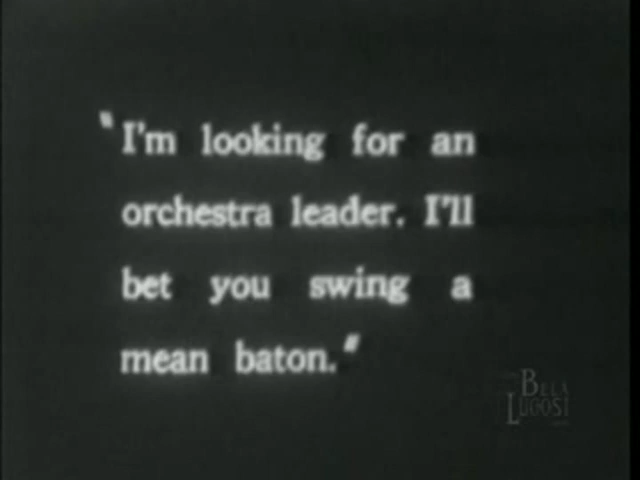 "I'm looking for an
orchestra leader. I'll
bet you swing a
mean baton."
BELA
LUGOSI